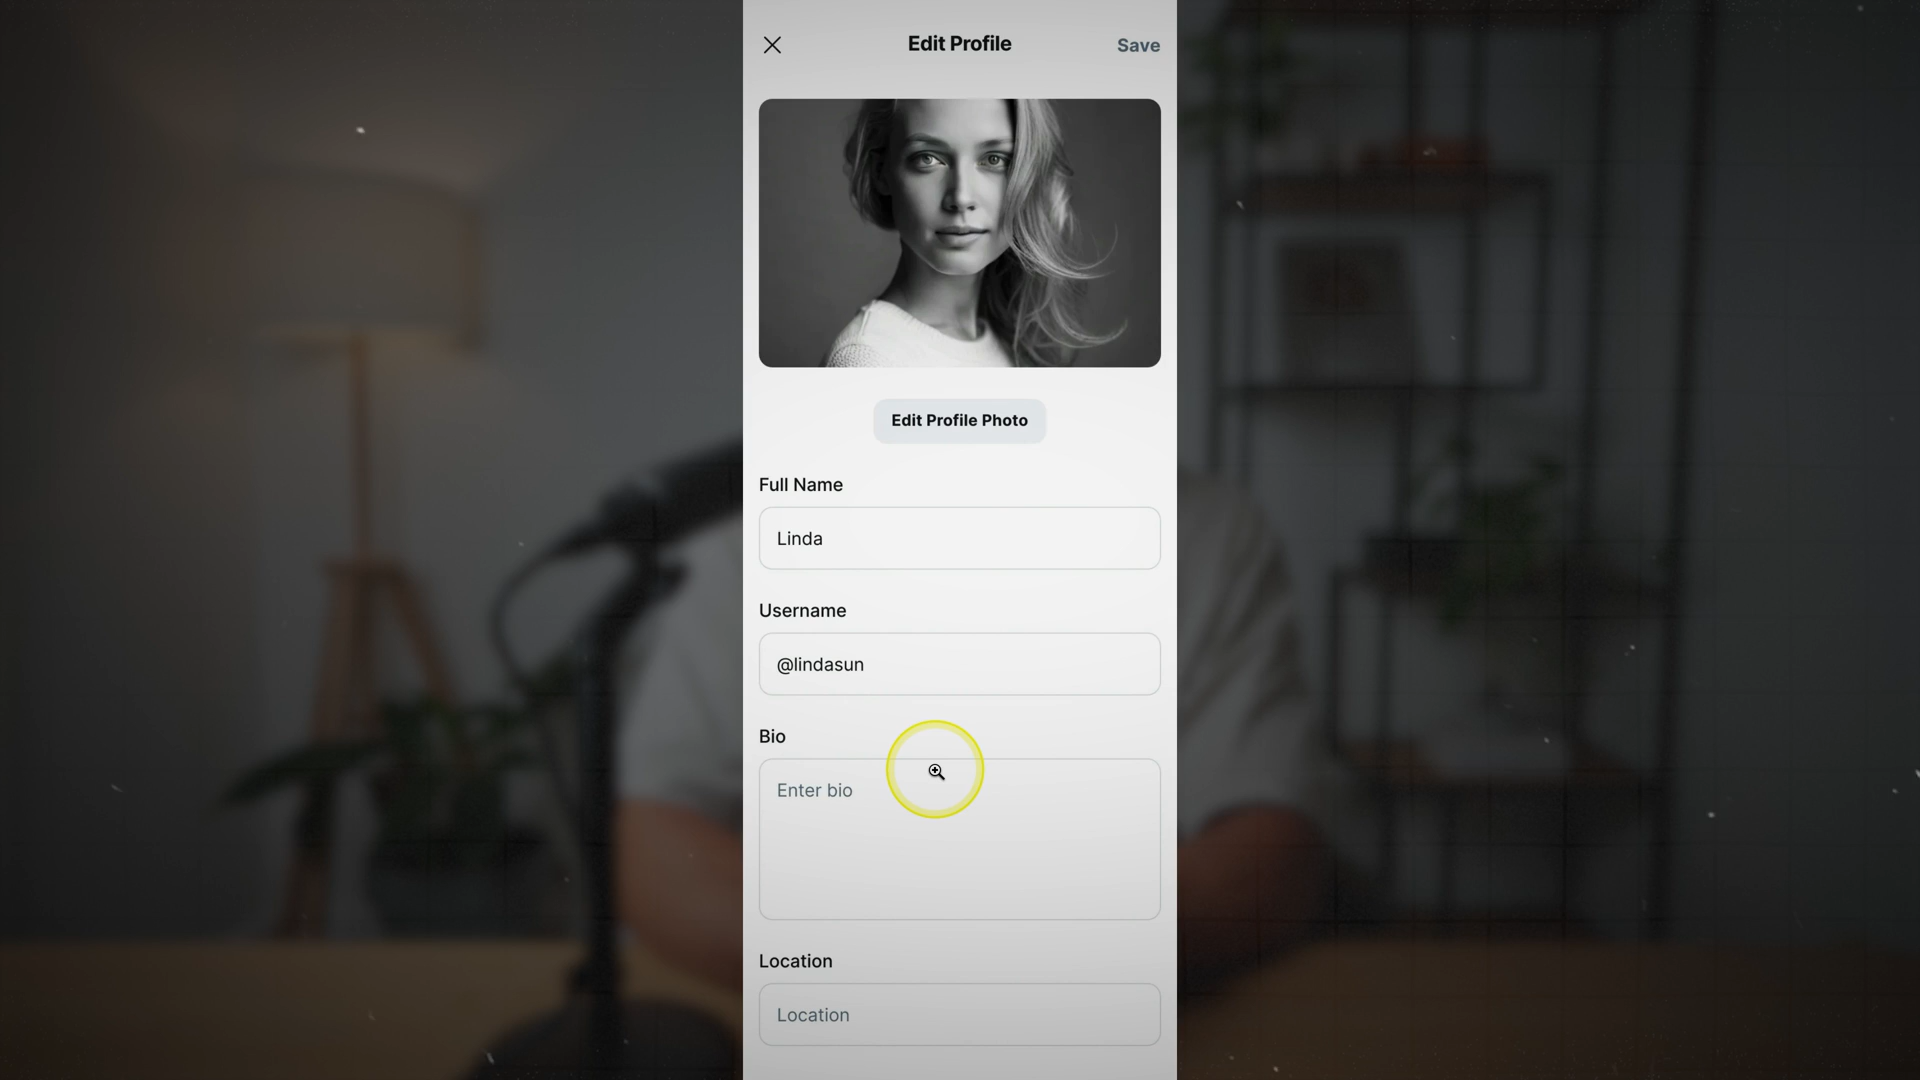 Edit Profile
Save
Edit Profile Photo
Full Name
Linda
Username
@lindasun
Bio
Enter bio
Location
Location